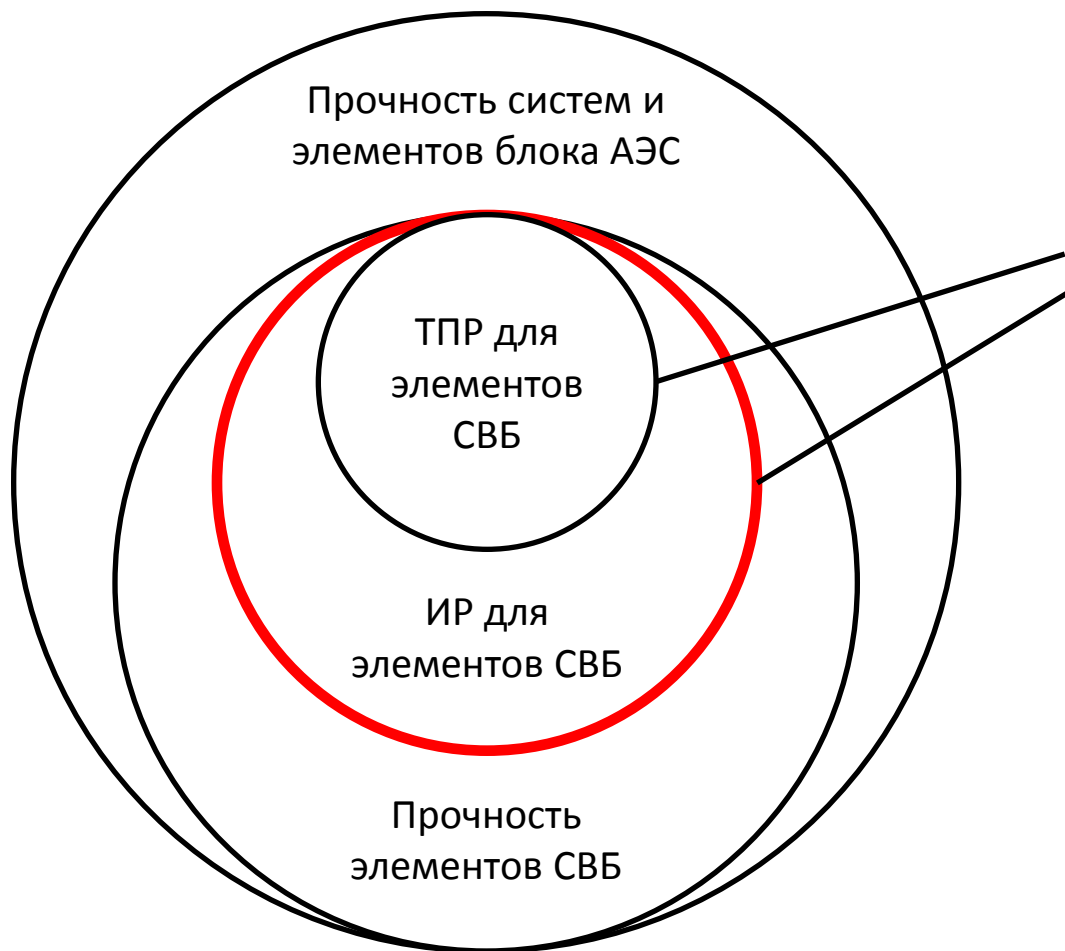 Прочность систем и
элементов блока АЭС
ТПР для
элементов
СВБ
ИР для
элементов СВБ
Прочность
элементов СВБ